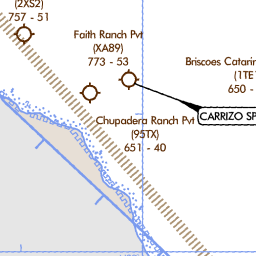 (2XS2)
757 - 51
Faith Ranch Pvt
(XA89)
773 - 53
Briscoes Catarin
(1TE
650 -
CARRIZO SP
Chupadera Ranch Pvt
(95TX)
651 - 40